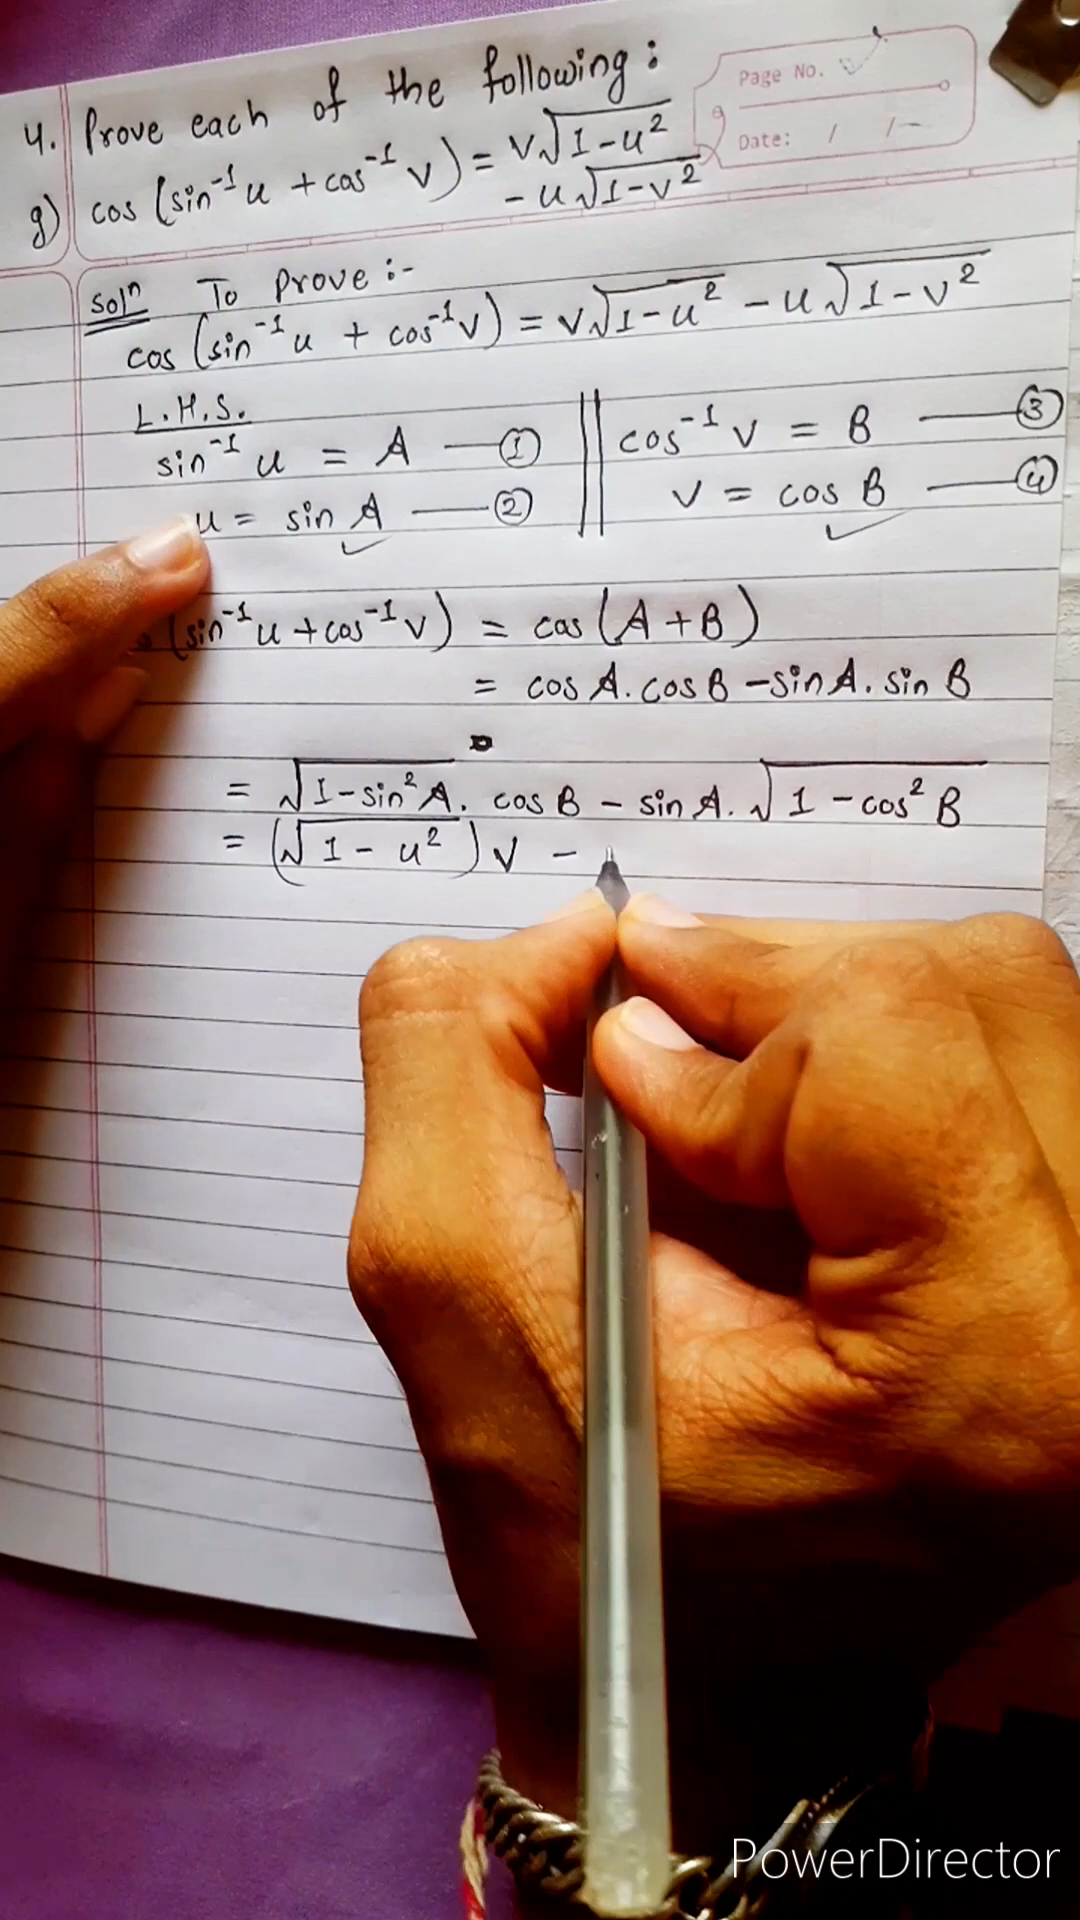 Page No.
Date: / /
4. Prove each of the following :
g) cos (sin⁻¹u + cos⁻¹v) = v√(1-u²)
- u√(1-v²)
Solⁿ To Prove :-
cos (sin⁻¹u + cos⁻¹v) = v√(1-u²) - u√(1-v²)
L.H.S.
sin⁻¹ u = A —①
u = sin A —②
cos⁻¹ v = B —③
v = cos B —④
(sin⁻¹u + cos⁻¹v) = cos (A + B)
= cos A. cos B - sin A. sin B
= √(1-sin²A). cos B - sin A. √(1-cos²B)
= (√(1-u²)) v -
PowerDirector